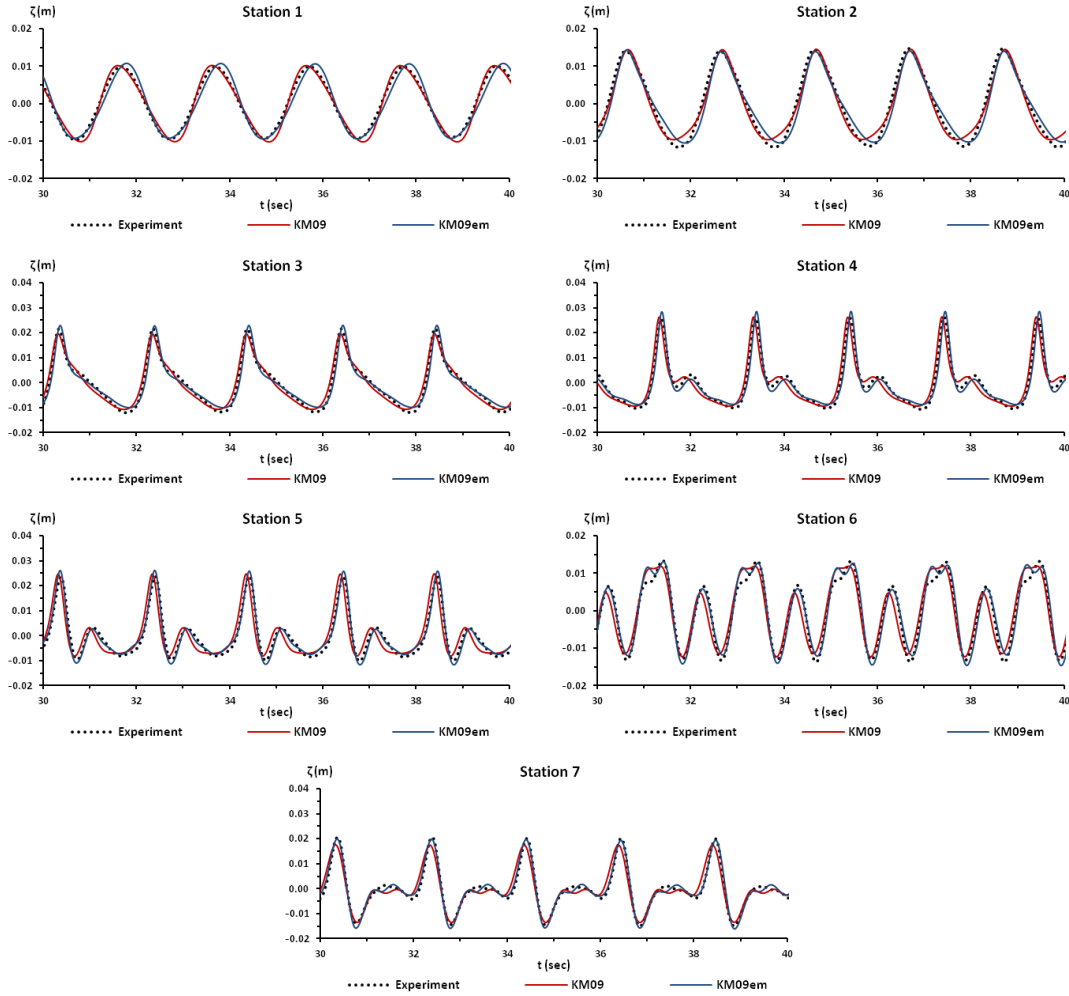 ζ(m) Station 1
0.02
0.01
0.00
-0.01
-0.02
30 32 34 36 38 40
t (sec)
Experiment KM09 KM09em
ζ(m) Station 2
0.02
0.01
0.00
-0.01
-0.02
30 32 34 36 38 40
t (sec)
Experiment KM09 KM09em
ζ(m) Station 3
0.04
0.03
0.02
0.01
0.00
-0.01
-0.02
30 32 34 36 38 40
t (sec)
Experiment KM09 KM09em
ζ(m) Station 4
0.04
0.03
0.02
0.01
0.00
-0.01
-0.02
30 32 34 36 38 40
t (sec)
Experiment KM09 KM09em
ζ(m) Station 5
0.04
0.03
0.02
0.01
0.00
-0.01
-0.02
30 32 34 36 38 40
t (sec)
Experiment KM09 KM09em
ζ(m) Station 6
0.02
0.01
0.00
-0.01
-0.02
30 32 34 36 38 40
t (sec)
Experiment KM09 KM09em
ζ(m) Station 7
0.04
0.03
0.02
0.01
0.00
-0.01
-0.02
30 32 34 36 38 40
t (sec)
Experiment KM09 KM09em